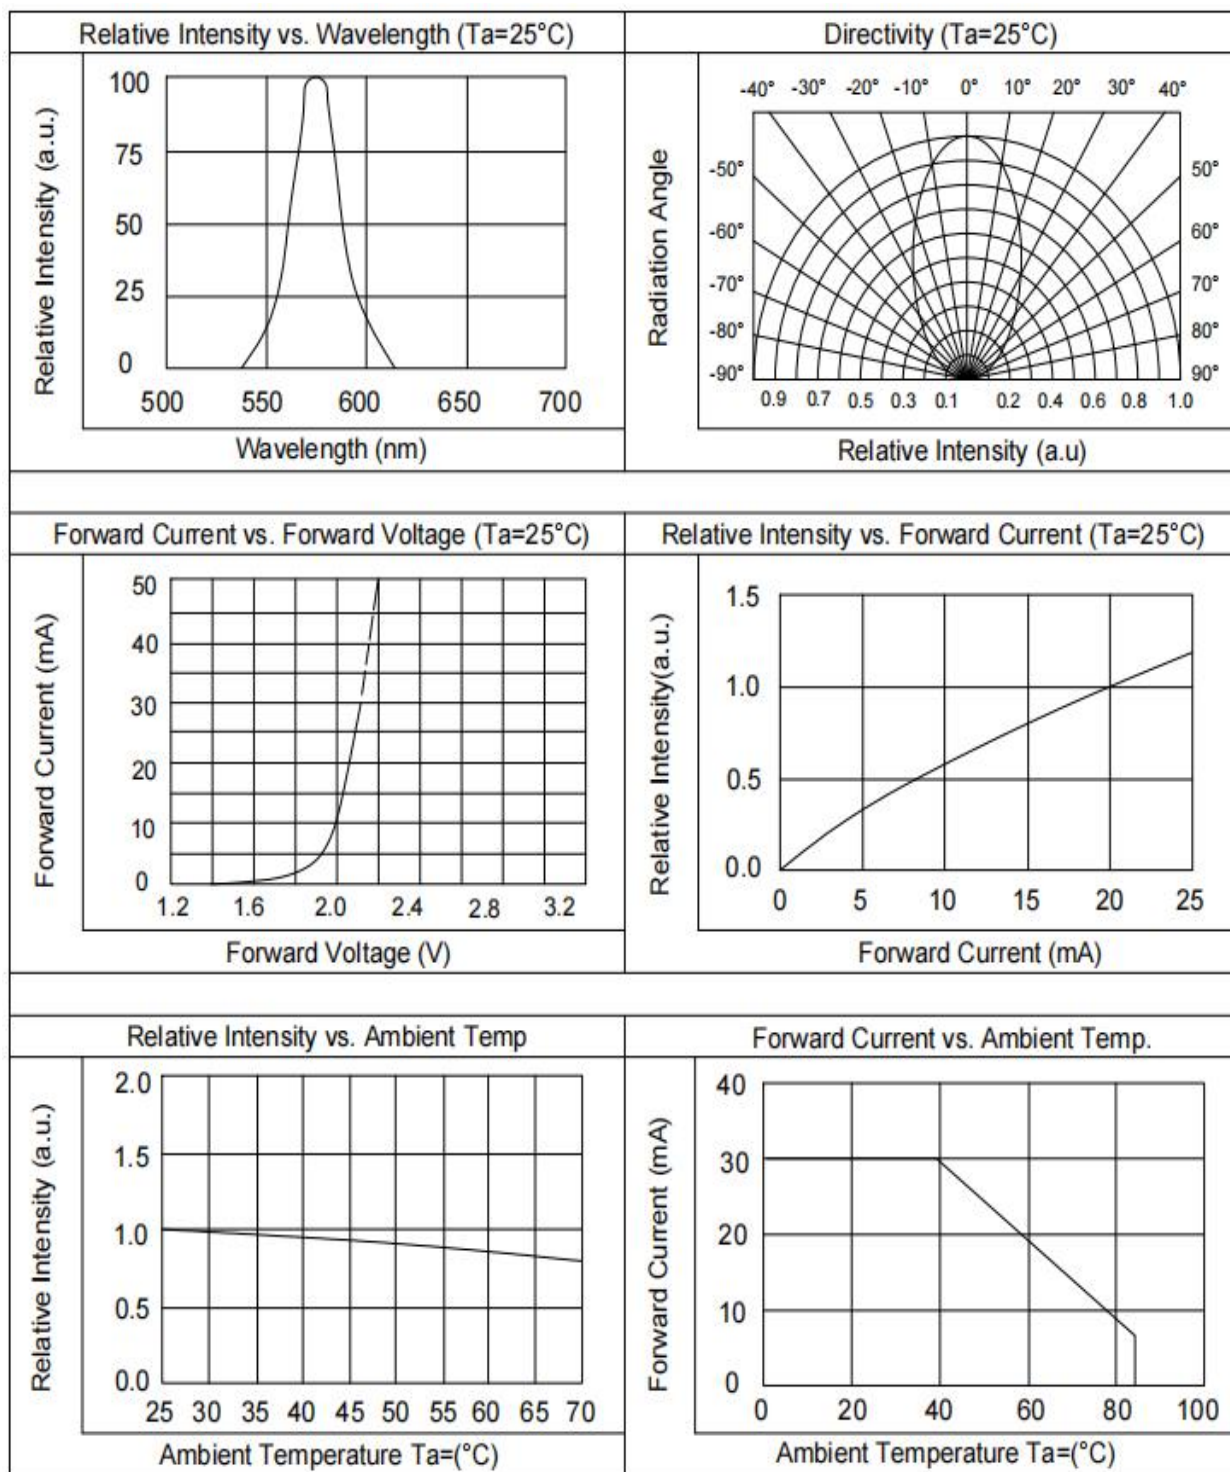 Relative Intensity vs. Wavelength (Ta=25°C)
Relative Intensity (a.u.)
100
75
50
25
0
500 550 600 650 700
Wavelength (nm)
Directivity (Ta=25°C)
Radiation Angle
-40° -30° -20° -10° 0° 10° 20° 30° 40°
-50° 50°
-60° 60°
-70° 70°
-80° 80°
-90° 90°
0.9 0.7 0.5 0.3 0.1 0.2 0.4 0.6 0.8 1.0
Relative Intensity (a.u)
Forward Current vs. Forward Voltage (Ta=25°C)
Forward Current (mA)
50
40
30
20
10
0
1.2 1.6 2.0 2.4 2.8 3.2
Forward Voltage (V)
Relative Intensity vs. Forward Current (Ta=25°C)
Relative Intensity(a.u.)
1.5
1.0
0.5
0.0
0 5 10 15 20 25
Forward Current (mA)
Relative Intensity vs. Ambient Temp
Relative Intensity (a.u.)
2.0
1.5
1.0
0.5
0.0
25 30 35 40 45 50 55 60 65 70
Ambient Temperature Ta=(°C)
Forward Current vs. Ambient Temp.
Forward Current (mA)
40
30
20
10
0
0 20 40 60 80 100
Ambient Temperature Ta=(°C)